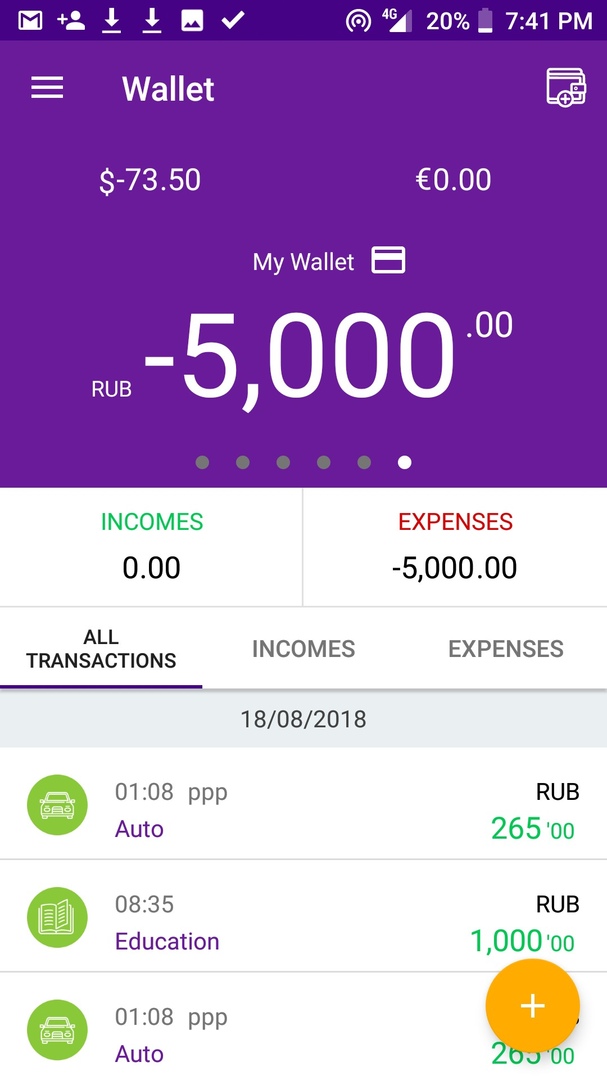 4G 20% 7:41 PM
Wallet
$-73.50 €0.00
My Wallet
RUB -5,000.00
INCOMES EXPENSES
0.00 -5,000.00
ALL TRANSACTIONS INCOMES EXPENSES
18/08/2018
01:08 ppp RUB
Auto 265'00
08:35 RUB
Education 1,000'00
01:08 ppp
Auto 265'00